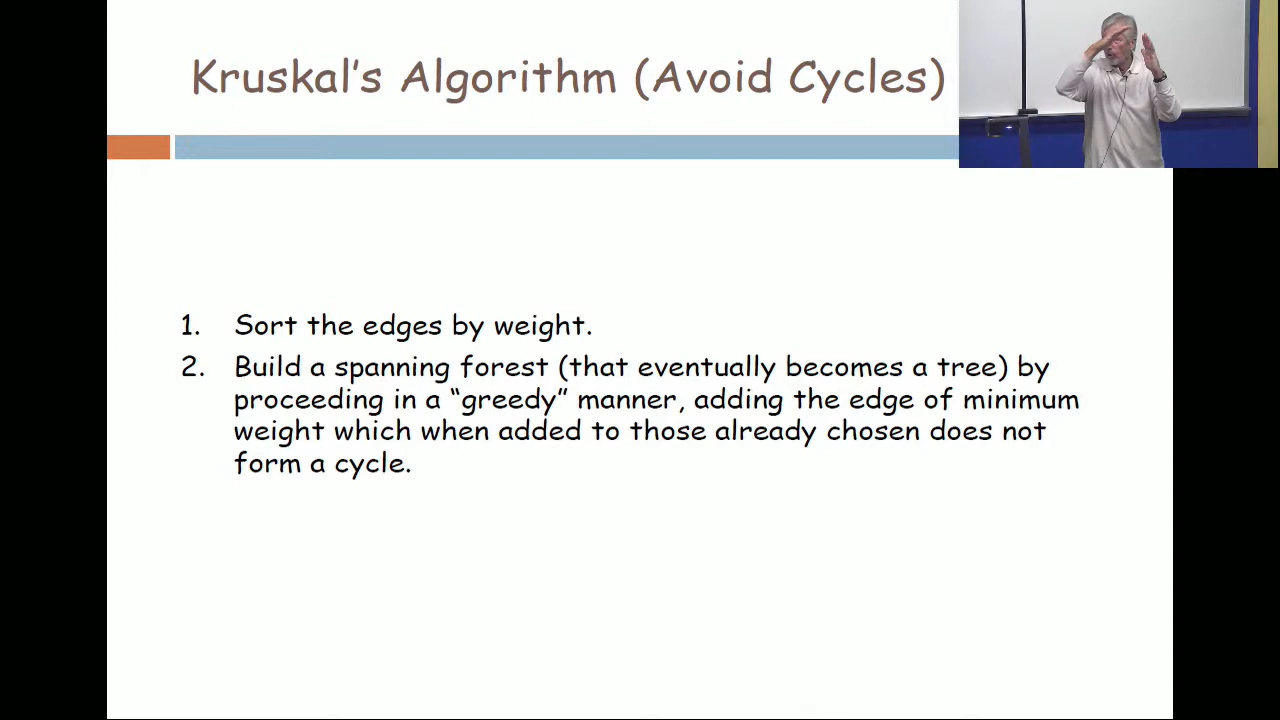 Kruskal's Algorithm (Avoid Cycles)
1. Sort the edges by weight.
2. Build a spanning forest (that eventually becomes a tree) by
proceeding in a “greedy” manner, adding the edge of minimum
weight which when added to those already chosen does not
form a cycle.